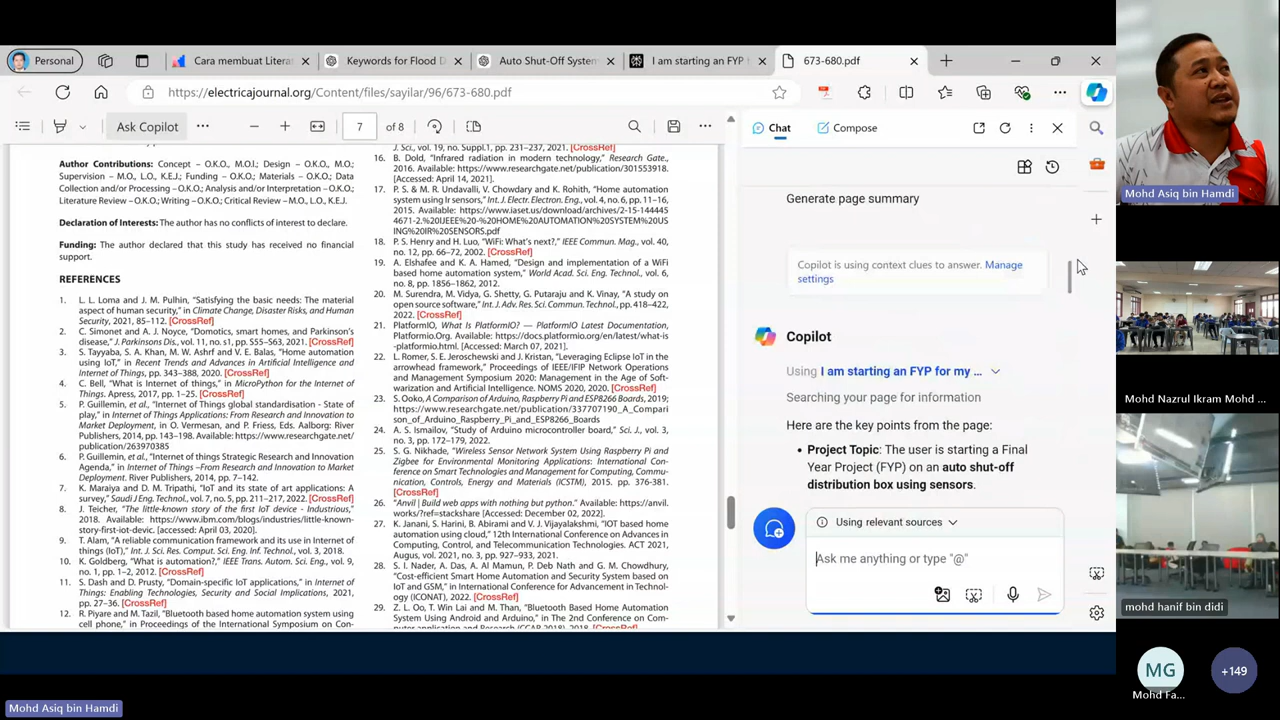 Personal
Cara membuat Litera
Keywords for Flood D
Auto Shut-Off System
I am starting an FYP f
673-680.pdf
https://electricajournal.org/Content/files/sayilar/96/673-680.pdf
Ask Copilot
7
of 8
Author Contributions: Concept – O.K.O., M.O.I.; Design – O.K.O., M.O.;
Supervision – M.O., L.O., K.E.J.; Funding – O.K.O.; Materials – O.K.O.; Data
Collection and/or Processing – O.K.O.; Analysis and/or Interpretation – O.K.O.;
Literature Review – O.K.O.; Writing – O.K.O.; Critical Review – M.O., L.O., K.E.J.
Declaration of Interests: The author has no conflicts of interest to declare.
Funding: The author declared that this study has received no financial
support.
REFERENCES
1. L. L. Loma and J. M. Pulhin, "Satisfying the basic needs: The material
aspect of human security," in Climate Change, Disaster Risks, and Human
Security, 2021, 85–112. [CrossRef]
2. C. Simonet and A. J. Noyce, "Domotics, smart homes, and Parkinson's
disease," J. Parkinsons Dis., vol. 11, no. s1, pp. S55–S63, 2021. [CrossRef]
3. S. Tayyaba, S. A. Khan, M. W. Ashrf and V. E. Balas, "Home automation
using IoT," in Recent Trends and Advances in Artificial Intelligence and
Internet of Things, pp. 343–388, 2020. [CrossRef]
4. C. Bell, "What is Internet of things," in MicroPython for the Internet of
Things. Apress, 2017, pp. 1–25. [CrossRef]
5. P. Guillemin, et al., "Internet of Things global standardisation - State of
play," in Internet of Things Applications: From Research and Innovation to
Market Deployment, in O. Vermesan, and P. Friess, Eds. Aalborg: River
Publishers, 2014, pp. 143–198. Available: https://www.researchgate.net/
publication/263970385
6. P. Guillemin, et al., "Internet of things Strategic Research and Innovation
Agenda," in Internet of Things –From Research and Innovation to Market
Deployment. River Publishers, 2014, pp. 7–142.
7. K. Maraiya and D. M. Tripathi, "IoT and its state of art applications: A
survey," Saudi J Eng. Technol., vol. 7, no. 5, pp. 211–217, 2022. [CrossRef]
8. J. Teicher, "The little-known story of the first IoT device - Industrious,"
2018. Available: https://www.ibm.com/blogs/industries/little-known-
story-first-iot-devic. [accessed: April 03, 2020].
9. T. Alam, "A reliable communication framework and its use in Internet of
things (IoT)," Int. J. Sci. Res. Comput. Sci. Eng. Inf. Technol., vol. 3, 2018.
10. K. Goldberg, "What is automation?," IEEE Trans. Autom. Sci. Eng., vol. 9,
no. 1, pp. 1–2, 2012. [CrossRef]
11. S. Dash and D. Prusty, "Domain-specific IoT applications," in Internet of
Things: Enabling Technologies, Security and Social Implications, 2021,
pp. 27–36. [CrossRef]
12. R. Piyare and M. Tazil, "Bluetooth based home automation system using
cell phone," in Proceedings of the International Symposium on Con-
J. Sci., vol. 19, no. Suppl.1, pp. 231–237, 2021. [CrossRef]
16. B. Dold, "Infrared radiation in modern technology," Research Gate.,
2016. Available: https://www.researchgate.net/publication/301553918.
[Accessed: April 14, 2021].
17. P. S. & M. R. Undavalli, V. Chowdary and K. Rohith, "Home automation
system using Ir sensors," Int. J. Electr. Electron. Eng., vol. 4, no. 6, pp. 11–16,
2015. Available: https://www.iaset.us/download/archives/2-15-144445
4671-2.%20IJEEE%20-%20HOME%20AUTOMATION%20SYSTEM%20US
ING%20IR%20SENSORS.pdf
18. P. S. Henry and H. Luo, "WiFi: What's next?," IEEE Commun. Mag., vol. 40,
no. 12, pp. 66–72, 2002. [CrossRef]
19. A. Elshafee and K. A. Hamed, "Design and implementation of a WiFi
based home automation system," World Acad. Sci. Eng. Technol., vol. 6,
no. 8, pp. 1856–1862, 2012.
20. M. Surendra, M. Vidya, G. Shetty, G. Putaraju and K. Vinay, "A study on
open source software," Int. J. Adv. Res. Sci. Commun. Technol., pp. 418–422,
2022. [CrossRef]
21. PlatformIO, What Is PlatformIO? — PlatformIO Latest Documentation,
Platformio.Org. Available: https://docs.platformio.org/en/latest/what-is
-platformio.html. [Accessed: March 07, 2021].
22. L. Romer, S. E. Jeroschewski and J. Kristan, "Leveraging Eclipse IoT in the
arrowhead framework," Proceedings of IEEE/IFIP Network Operations
and Management Symposium 2020: Management in the Age of Soft-
warization and Artificial Intelligence. NOMS 2020, 2020. [CrossRef]
23. S. Ooko, A Comparison of Arduino, Raspberry Pi and ESP8266 Boards, 2019;
https://www.researchgate.net/publication/337707190_A_Compari
son_of_Arduino_Raspberry_Pi_and_ESP8266_Boards
24. A. S. Ismailov, "Study of Arduino microcontroller board," Sci. J., vol. 3,
no. 3, pp. 172–179, 2022.
25. S. G. Nikhade, "Wireless Sensor Network System Using Raspberry Pi and
Zigbee for Environmental Monitoring Applications: International Con-
ference on Smart Technologies and Management for Computing, Commu-
nication, Controls, Energy and Materials (ICSTM), 2015. pp. 376-381.
[CrossRef]
26. "Anvil | Build web apps with nothing but python". Available: https://anvil.
works/?ref=stackshare [Accessed: December 02, 2022].
27. K. Janani, S. Harini, B. Abirami and V. J. Vijayalakshmi, "IOT based home
automation using cloud," 12th International Conference on Advances in
Computing, Control, and Telecommunication Technologies. ACT 2021,
Augus, vol. 2021, no. 3, pp. 927–933, 2021.
28. S. I. Nader, A. Das, A. Al Mamun, P. Deb Nath and G. M. Chowdhury,
"Cost-efficient Smart Home Automation and Security System based on
IoT and GSM," in International Conference for Advancement in Technol-
ogy (ICONAT), 2022. [CrossRef]
29. Z. L. Oo, T. Win Lai and M. Than, "Bluetooth Based Home Automation
System Using Android and Arduino," in The 2nd Conference on Com-
puter application and Research (CCAR 2018), 2018. [CrossRef]
Chat
Compose
Generate page summary
Copilot is using context clues to answer. Manage
settings
Copilot
Using I am starting an FYP for my ...
Searching your page for information
Here are the key points from the page:
• Project Topic: The user is starting a Final
Year Project (FYP) on an auto shut-off
distribution box using sensors.
Using relevant sources
Ask me anything or type "@"
Mohd Asiq bin Hamdi
Mohd Nazrul Ikram Mohd ...
mohd hanif bin didi
MG
Mohd Fa...
+149
Mohd Asiq bin Hamdi